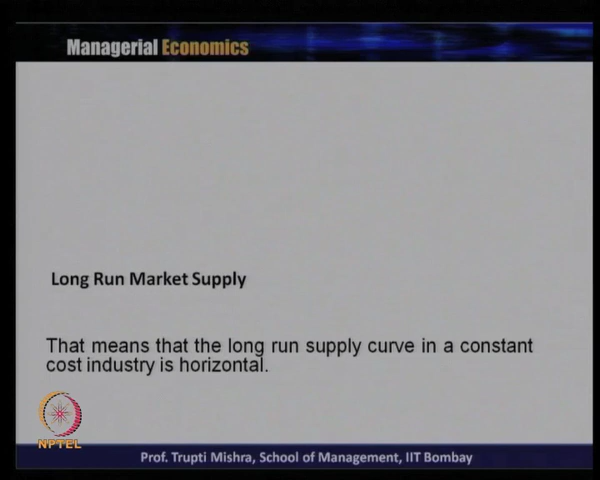 Managerial Economics
Long Run Market Supply
That means that the long run supply curve in a constant
cost industry is horizontal.
NPTEL
Prof. Trupti Mishra, School of Management, IIT Bombay